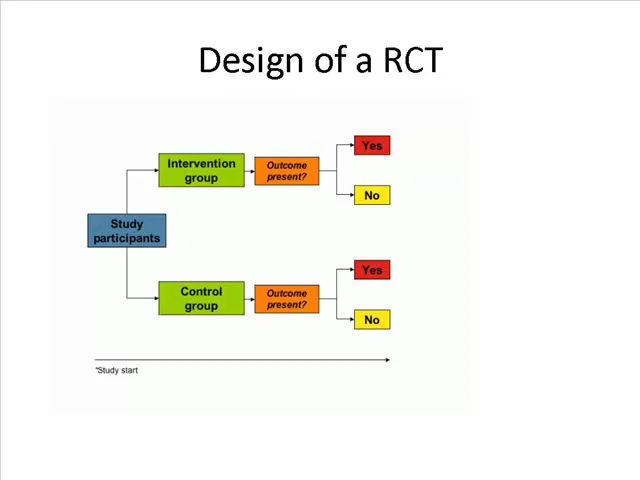 Design of a RCT
Yes
Intervention
group
Outcome
present?
No
Study
participants
Yes
Control
group
Outcome
present?
No
*Study start